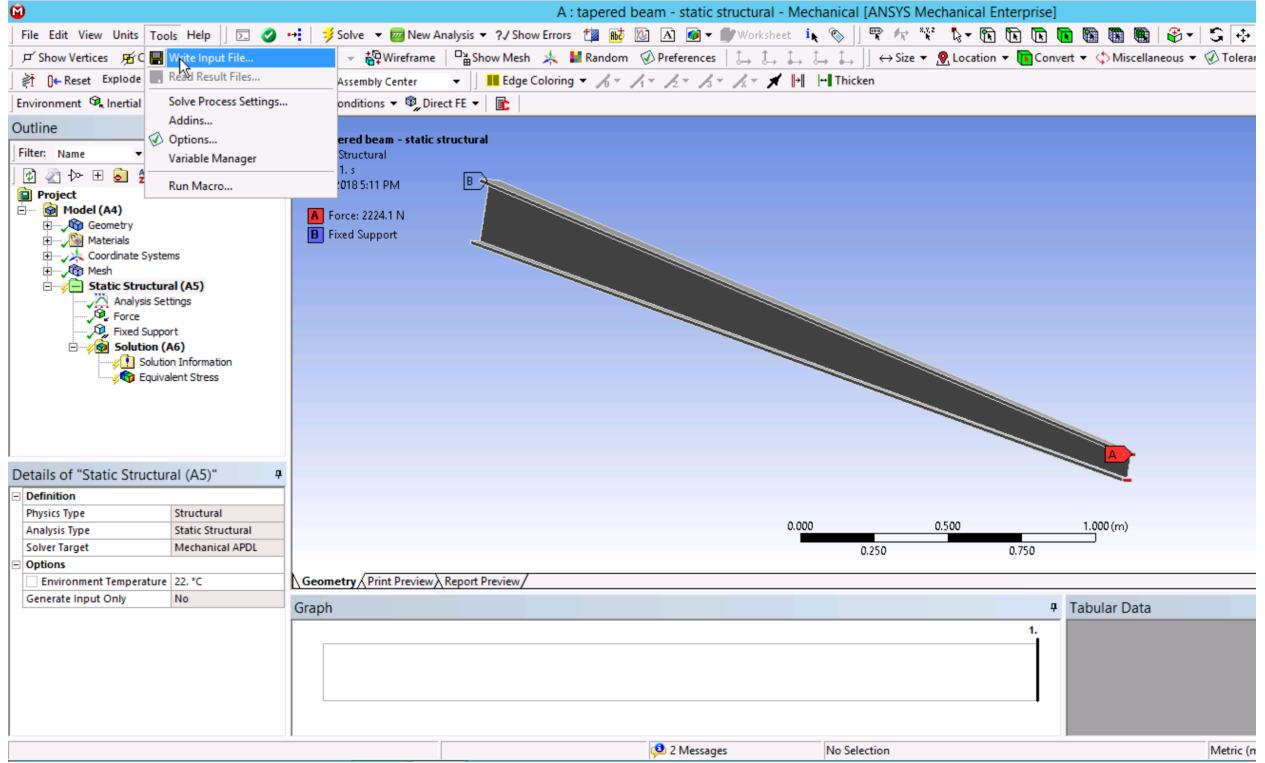 A : tapered beam - static structural - Mechanical [ANSYS Mechanical Enterprise]
File Edit View Units Tools Help Solve New Analysis ?/ Show Errors Worksheet
Show Vertices Wireframe Show Mesh Random Preferences Size Location Convert Miscellaneous Toleran
Reset Explode Assembly Center Edge Coloring Thicken
Environment Inertial onditions Direct FE
Write Input File...
Read Result Files...
Solve Process Settings...
Addins...
Options...
Variable Manager
Run Macro...
Outline
Filter: Name
Project
Model (A4)
Geometry
Materials
Coordinate Systems
Mesh
Static Structural (A5)
Analysis Settings
Force
Fixed Support
Solution (A6)
Solution Information
Equivalent Stress
ered beam - static structural
Structural
1. s
2018 5:11 PM
A Force: 2224.1 N
B Fixed Support
B
A
0.000 0.500 1.000 (m)
0.250 0.750
Details of "Static Structural (A5)"
Definition
Physics Type Structural
Analysis Type Static Structural
Solver Target Mechanical APDL
Options
Environment Temperature 22. °C
Generate Input Only No
Geometry Print Preview Report Preview
Graph
Tabular Data
1.
2 Messages No Selection Metric (m